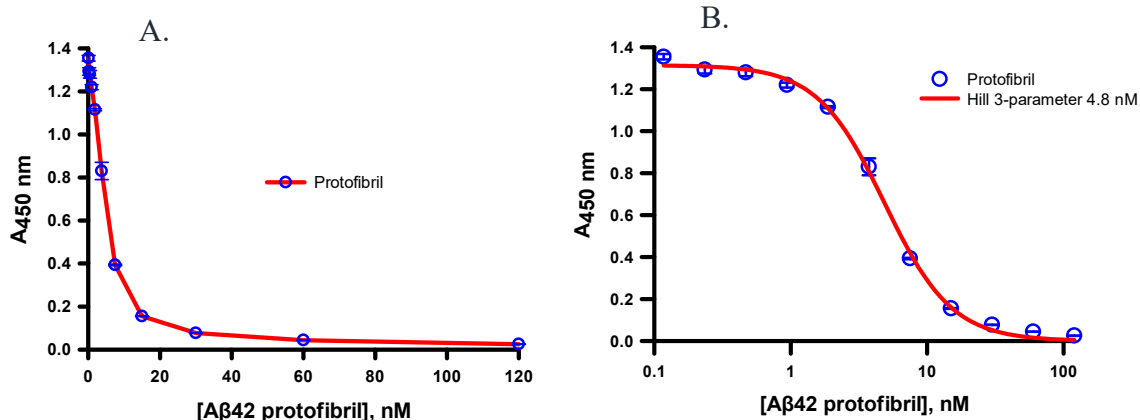 A.
1.4
1.2
1.0
0.8
0.6
0.4
0.2
0.0
A450 nm
Protofibril
0 20 40 60 80 100 120
[Aβ42 protofibril], nM
B.
1.4
1.2
1.0
0.8
0.6
0.4
0.2
0.0
A450 nm
Protofibril
Hill 3-parameter 4.8 nM
0.1 1 10 100
[Aβ42 protofibril], nM